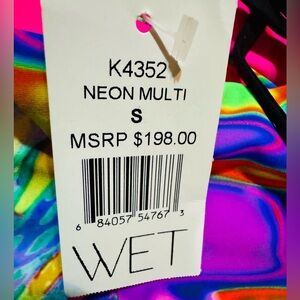 K4352
NEON MULTI
S
MSRP $198.00
6 84057 54767 3
WET